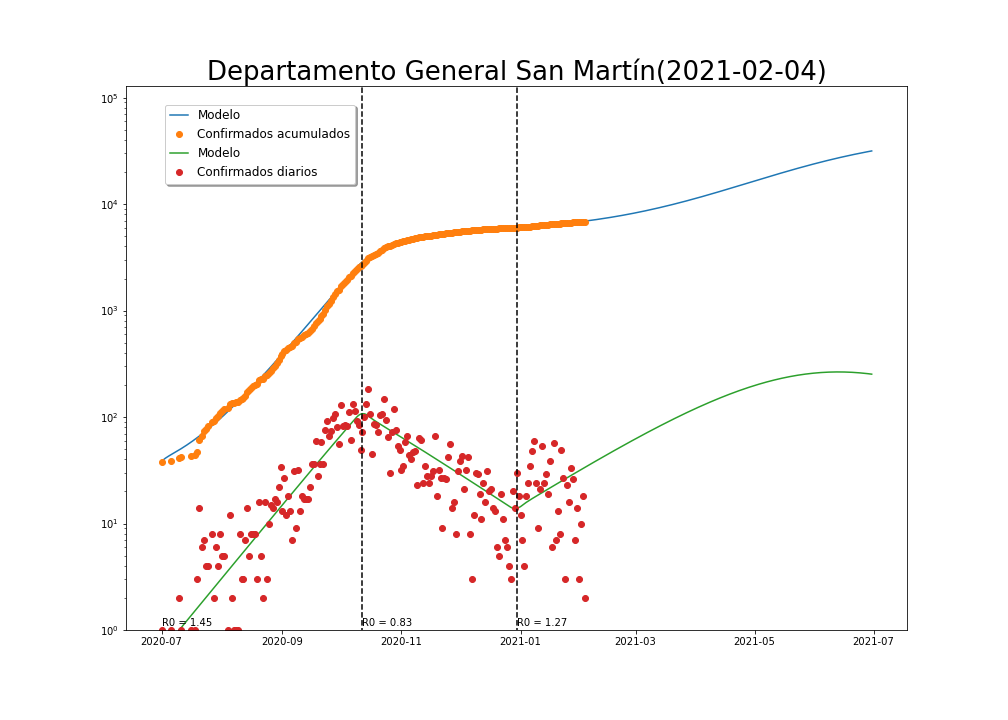 Departamento General San Martín(2021-02-04)
Modelo
Confirmados acumulados
Modelo
Confirmados diarios
10⁵
10⁴
10³
10²
10¹
10⁰
R0 = 1.45
R0 = 0.83
R0 = 1.27
2020-07
2020-09
2020-11
2021-01
2021-03
2021-05
2021-07